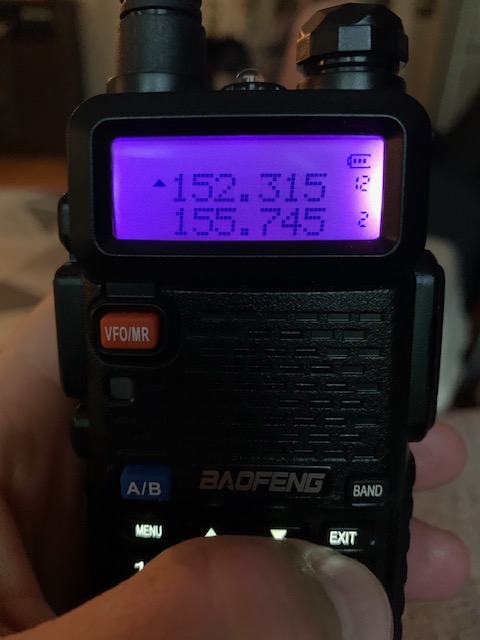 152.315
155.745
VFO/MR
A/B
BAOFENG
BAND
MENU
EXIT